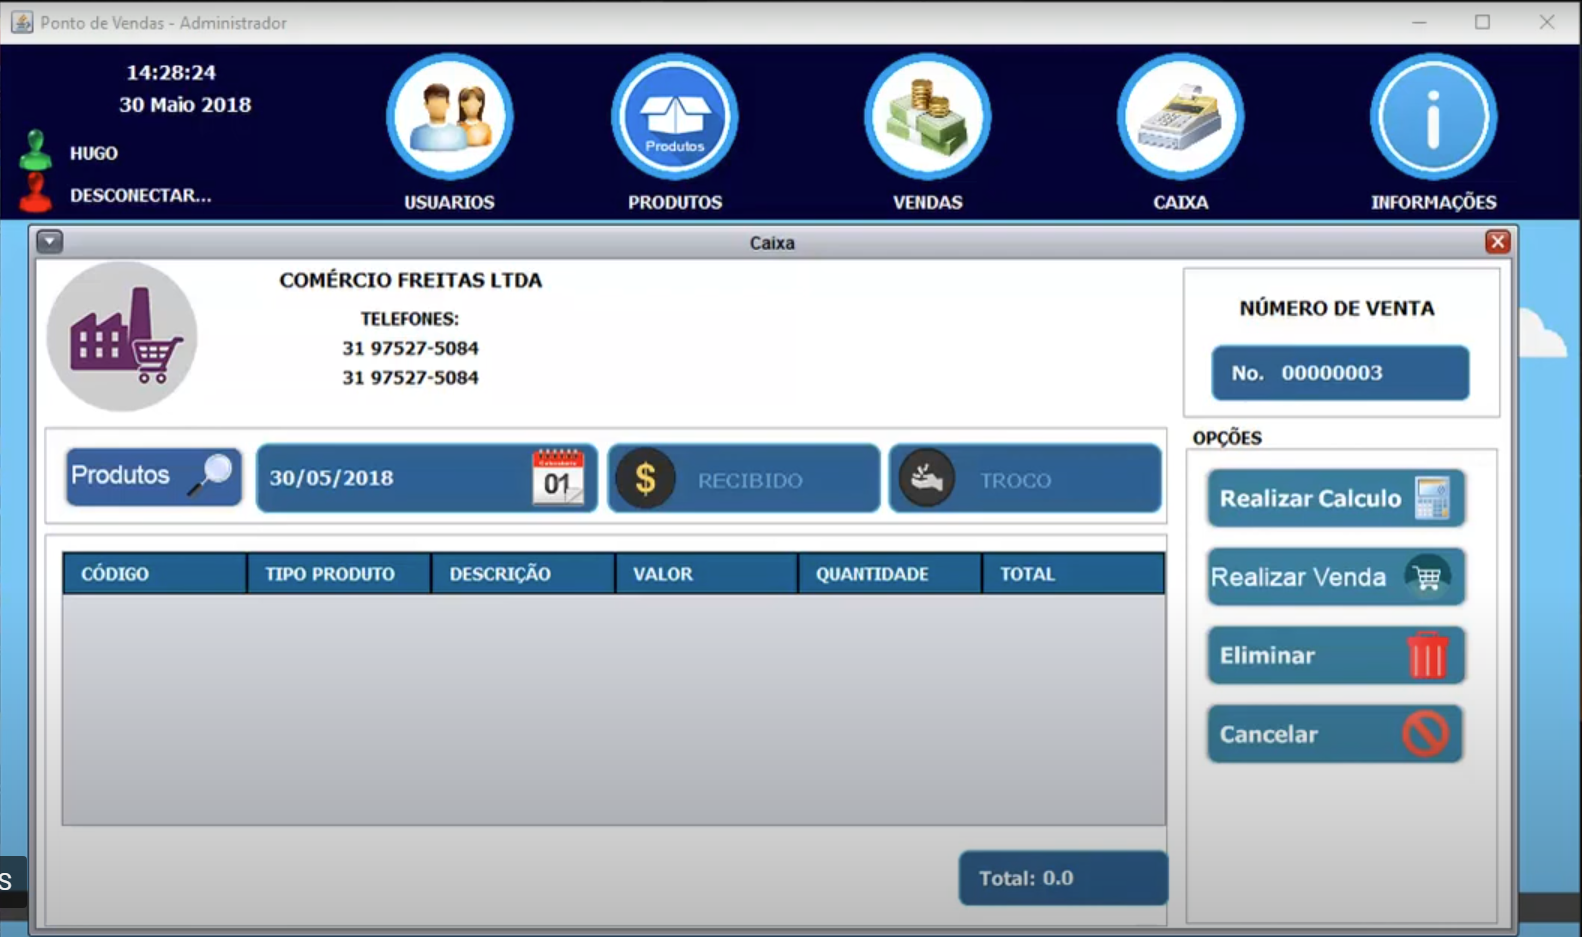 Ponto de Vendas - Administrador
14:28:24
30 Maio 2018
HUGO
DESCONECTAR...
Produtos
USUARIOS
PRODUTOS
VENDAS
CAIXA
INFORMAÇÕES
Caixa
COMÉRCIO FREITAS LTDA
TELEFONES:
31 97527-5084
31 97527-5084
NÚMERO DE VENTA
No. 00000003
Produtos
30/05/2018
01
RECIBIDO
TROCO
OPÇÕES
Realizar Calculo
Realizar Venda
Eliminar
Cancelar
CÓDIGO TIPO PRODUTO DESCRIÇÃO VALOR QUANTIDADE TOTAL
S
Total: 0.0